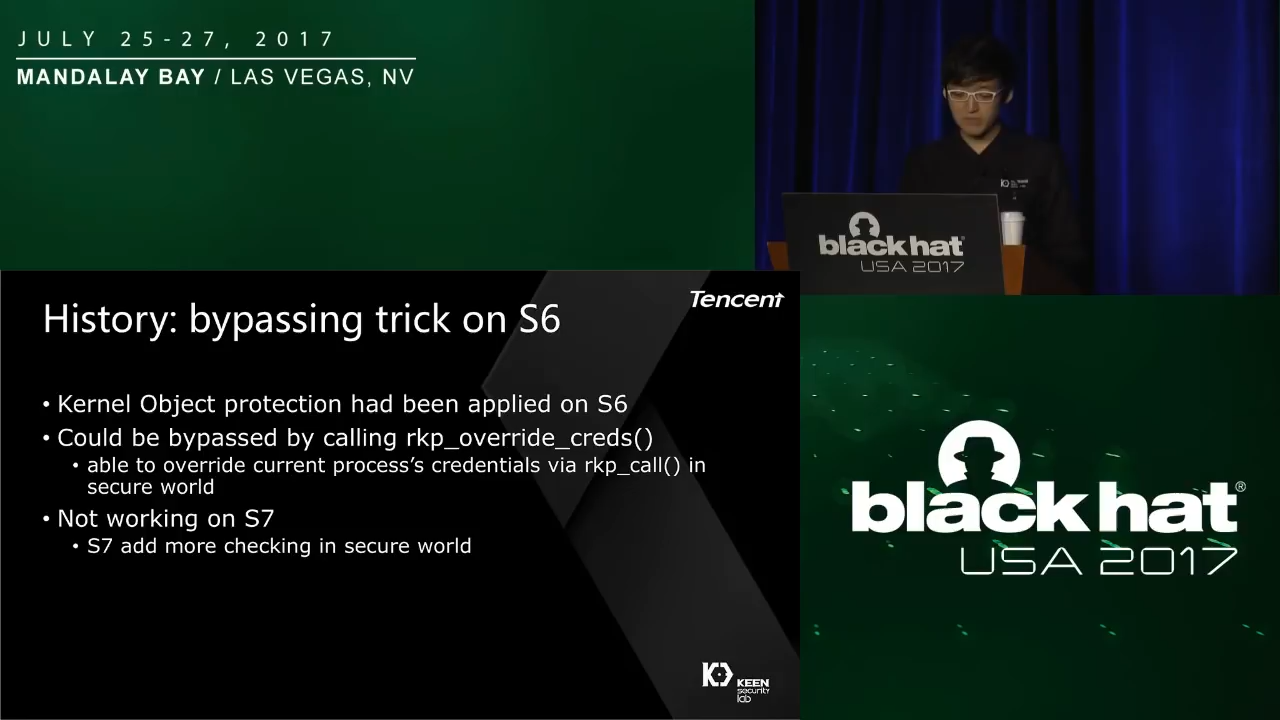 JULY 25-27, 2017
MANDALAY BAY / LAS VEGAS, NV
black hat
USA 2017
Tencent
History: bypassing trick on S6
• Kernel Object protection had been applied on S6
• Could be bypassed by calling rkp_override_creds()
• able to override current process’s credentials via rkp_call() in
secure world
• Not working on S7
• S7 add more checking in secure world
KEEN
security
lab
black hat®
USA 2017